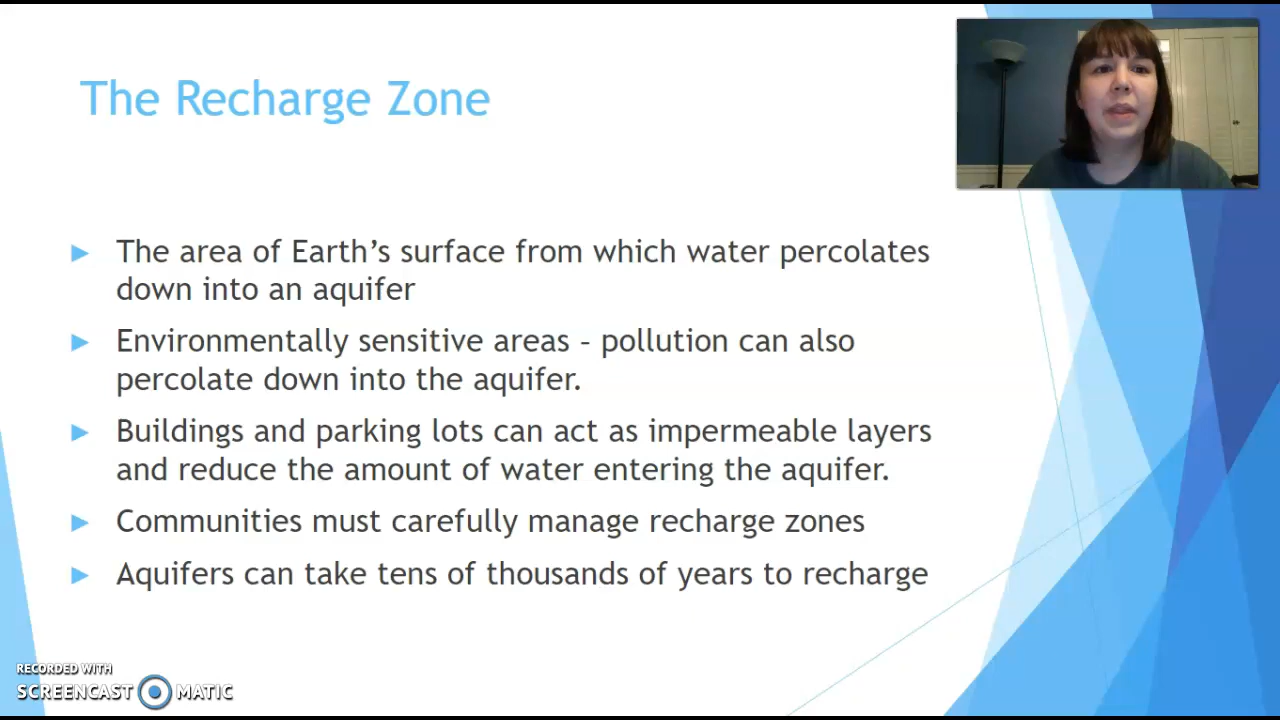 The Recharge Zone
The area of Earth’s surface from which water percolates
down into an aquifer
Environmentally sensitive areas – pollution can also
percolate down into the aquifer.
Buildings and parking lots can act as impermeable layers
and reduce the amount of water entering the aquifer.
Communities must carefully manage recharge zones
Aquifers can take tens of thousands of years to recharge
RECORDED WITH
SCREENCAST MATIC